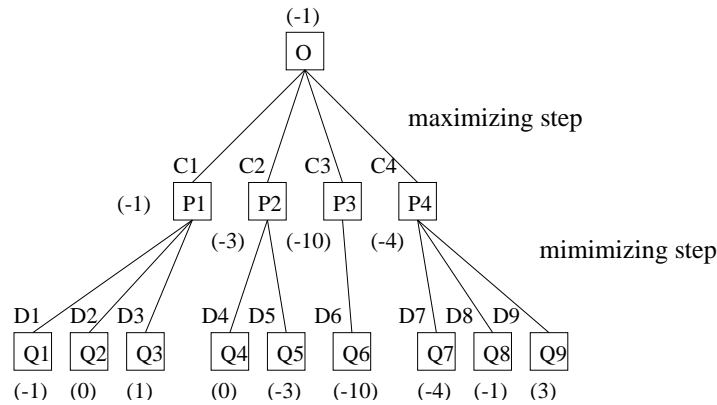 (-1)
O
maximizing step
C1 C2 C3 C4
(-1) P1 P2 P3 P4
(-3) (-10) (-4)
mimimizing step
D1 D2 D3 D4 D5 D6 D7 D8 D9
Q1 Q2 Q3 Q4 Q5 Q6 Q7 Q8 Q9
(-1) (0) (1) (0) (-3) (-10) (-4) (-1) (3)